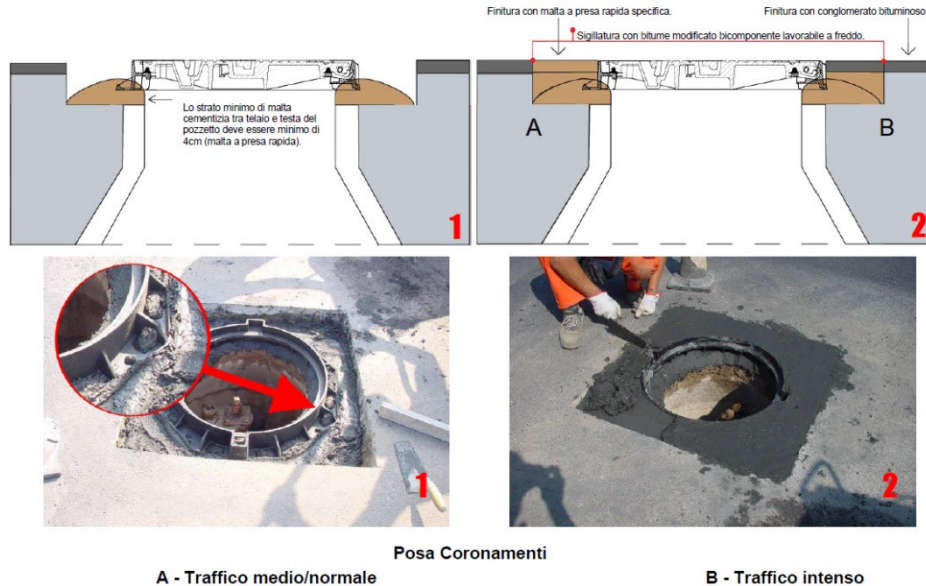 Finitura con malta a presa rapida specifica.
Finitura con conglomerato bituminoso
Sigillatura con bitume modificato bicomponente lavorabile a freddo.
Lo strato minimo di malta
cementizia tra telaio e testa del
pozzetto deve essere minimo di
4cm (malta a presa rapida).
1
A
B
2
1
2
Posa Coronamenti
A - Traffico medio/normale
B - Traffico intenso